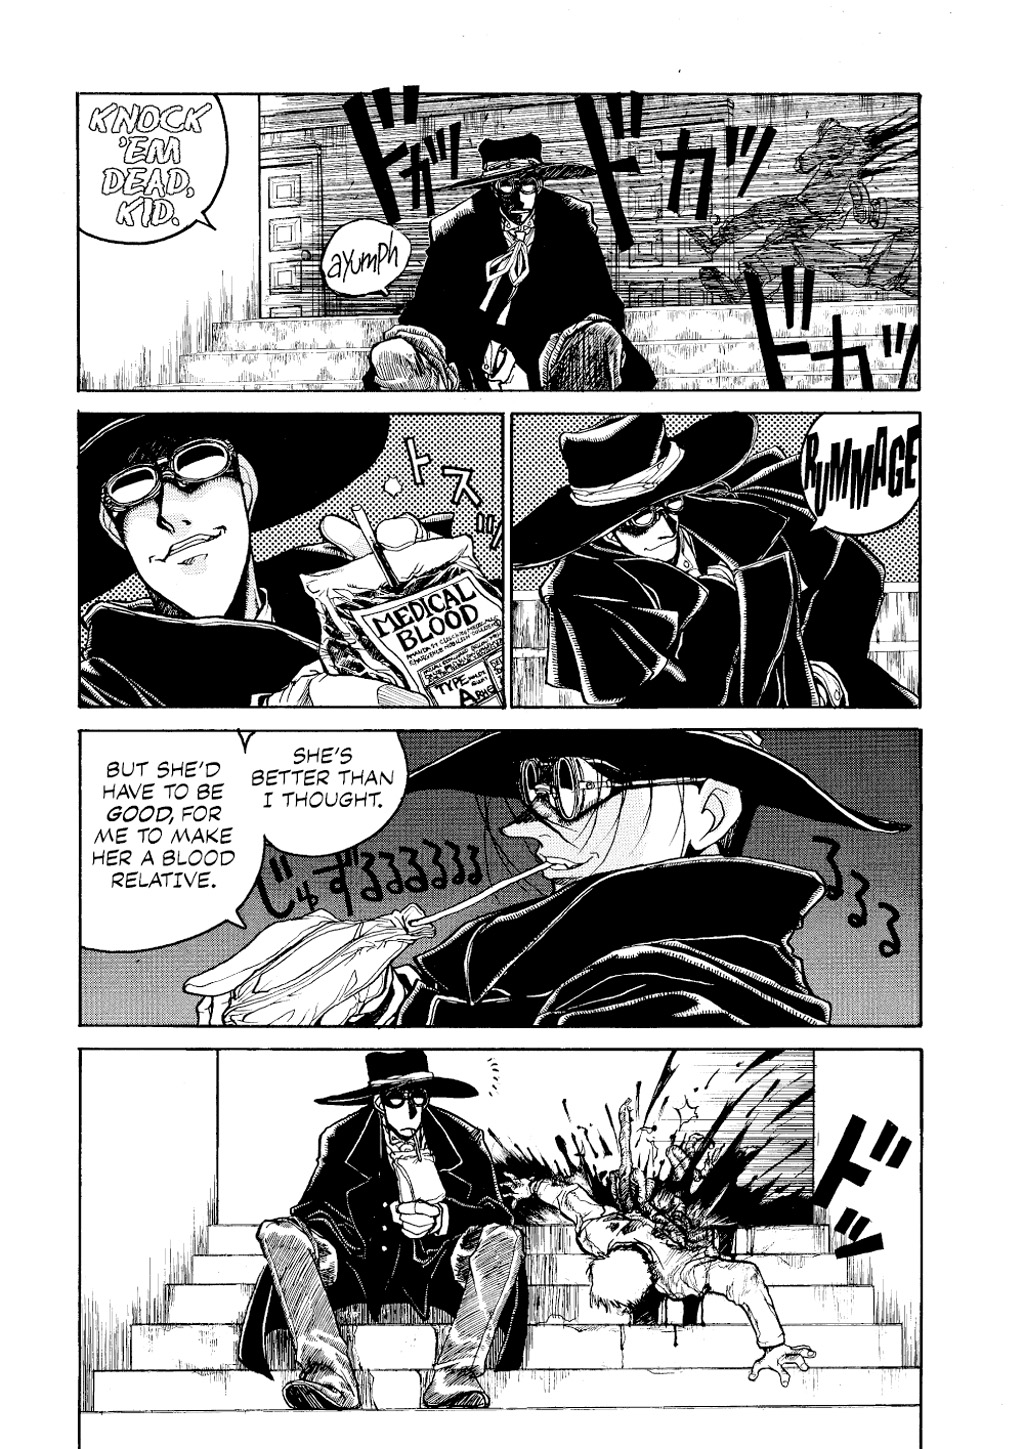 KNOCK
'EM
DEAD,
KID.
ayumph
ドガッ
ドカッ
ドカッ
RUMMAGE
トス
MEDICAL
BLOOD
TYPE
A
SHE'S
BETTER THAN
I THOUGHT.
BUT SHE'D
HAVE TO BE
GOOD, FOR
ME TO MAKE
HER A BLOOD
RELATIVE.
じゅずるるるるるる
るるる
ドッ